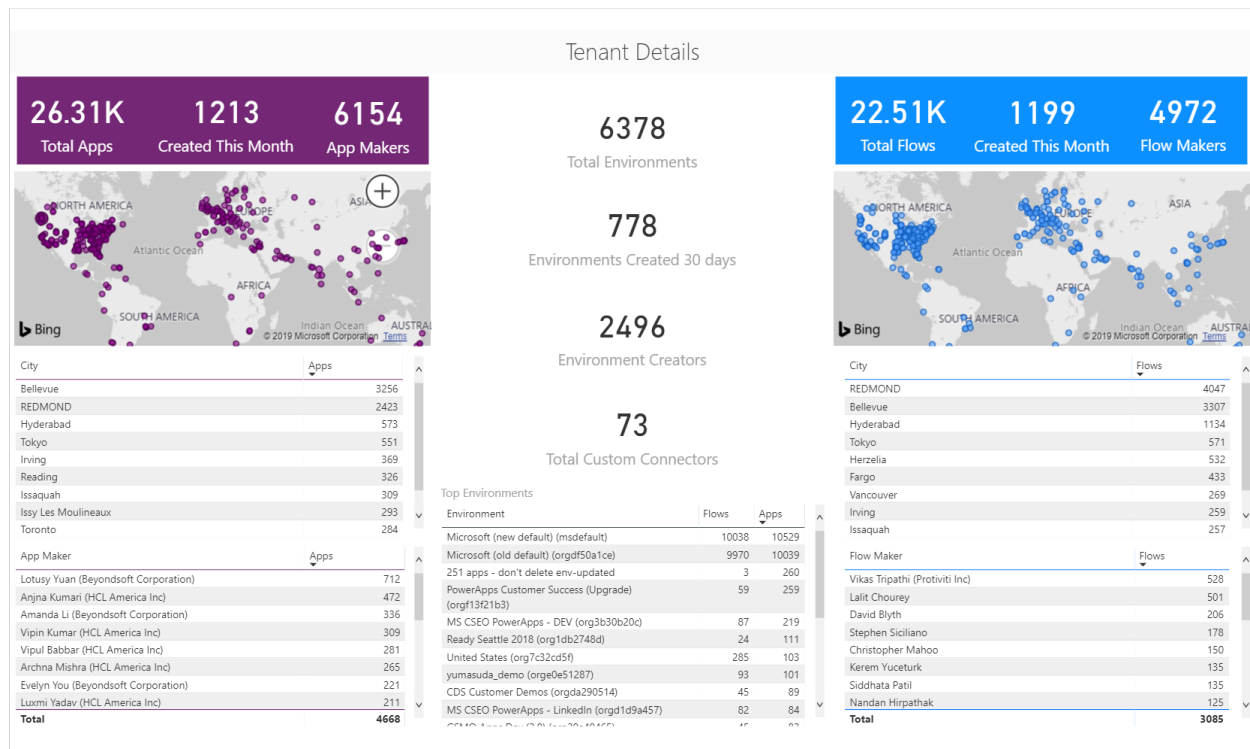 Tenant Details
26.31K 1213 6154
Total Apps Created This Month App Makers
NORTH AMERICA
EUROPE
ASIA
Atlantic Ocean
AFRICA
SOUTH AMERICA
Indian Ocean
AUSTRAL
Bing
© 2019 Microsoft Corporation Terms
City Apps
Bellevue 3256
REDMOND 2423
Hyderabad 573
Tokyo 551
Irving 369
Reading 326
Issaquah 309
Issy Les Moulineaux 293
Toronto 284
App Maker Apps
Lotusy Yuan (Beyondsoft Corporation) 712
Anjna Kumari (HCL America Inc) 472
Amanda Li (Beyondsoft Corporation) 336
Vipin Kumar (HCL America Inc) 309
Vipul Babbar (HCL America Inc) 281
Archna Mishra (HCL America Inc) 265
Evelyn You (Beyondsoft Corporation) 221
Luxmi Yadav (HCL America Inc) 211
Total 4668
6378
Total Environments
778
Environments Created 30 days
2496
Environment Creators
73
Total Custom Connectors
Top Environments
Environment Flows Apps
Microsoft (new default) (msdefault) 10038 10529
Microsoft (old default) (orgdf50a1ce) 9970 10039
251 apps - don't delete env-updated 3 260
PowerApps Customer Success (Upgrade) 59 259
(orgf13f21b3)
MS CSEO PowerApps - DEV (org3b30b20c) 87 219
Ready Seattle 2018 (org1db2748d) 24 111
United States (org7c32cd5f) 285 103
yumasuda_demo (orge0e51287) 93 101
CDS Customer Demos (orgda290514) 45 89
MS CSEO PowerApps - LinkedIn (orgd1d9a457) 82 84
22.51K 1199 4972
Total Flows Created This Month Flow Makers
NORTH AMERICA
EUROPE
ASIA
Atlantic Ocean
AFRICA
SOUTH AMERICA
Indian Ocean
AUSTRA
Bing
© 2019 Microsoft Corporation Terms
City Flows
REDMOND 4047
Bellevue 3307
Hyderabad 1134
Tokyo 571
Herzelia 532
Fargo 433
Vancouver 269
Irving 259
Issaquah 257
Flow Maker Flows
Vikas Tripathi (Protiviti Inc) 528
Lalit Chourey 501
David Blyth 206
Stephen Siciliano 178
Christopher Mahoo 150
Kerem Yuceturk 135
Siddhata Patil 135
Nandan Hirpathak 125
Total 3085